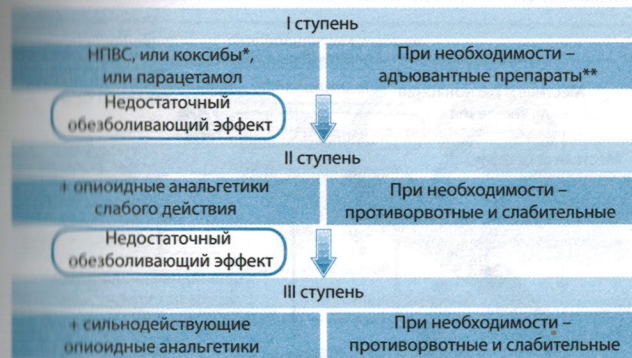 I ступень
НПВС, или коксибы*,
или парацетамол
При необходимости –
адъювантные препараты**
Недостаточный
обезболивающий эффект
II ступень
+ опиоидные анальгетики
слабого действия
При необходимости –
противорвотные и слабительные
Недостаточный
обезболивающий эффект
III ступень
+ сильнодействующие
опиоидные анальгетики
При необходимости –
противорвотные и слабительные